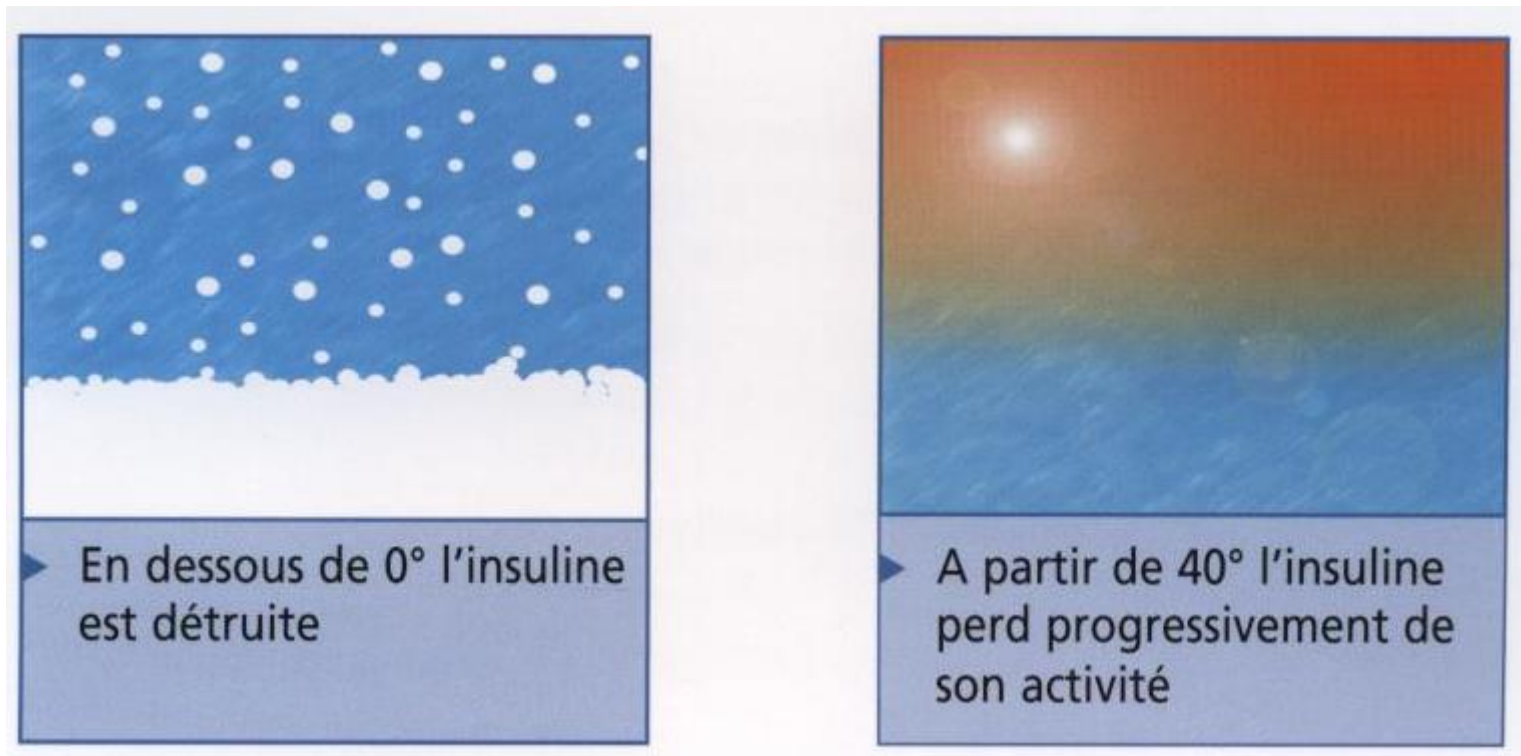 En dessous de 0° l'insuline
est détruite
A partir de 40° l'insuline
perd progressivement de
son activité